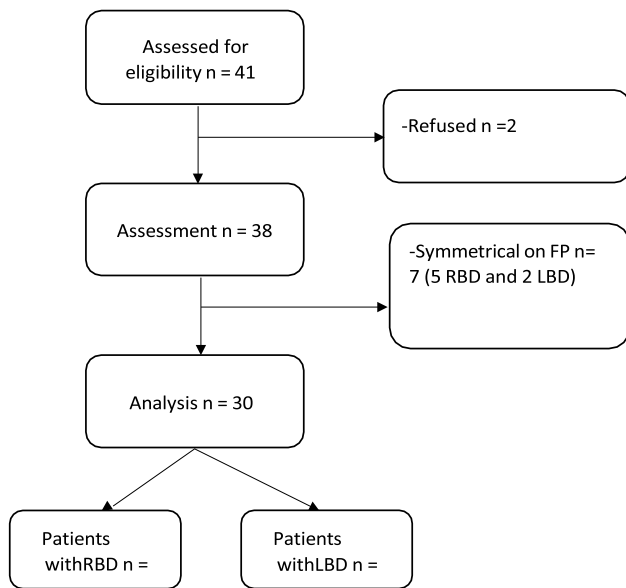 Assessed for
eligibility n = 41
-Refused n =2
Assessment n = 38
-Symmetrical on FP n=
7 (5 RBD and 2 LBD)
Analysis n = 30
Patients
withRBD n =
Patients
withLBD n =